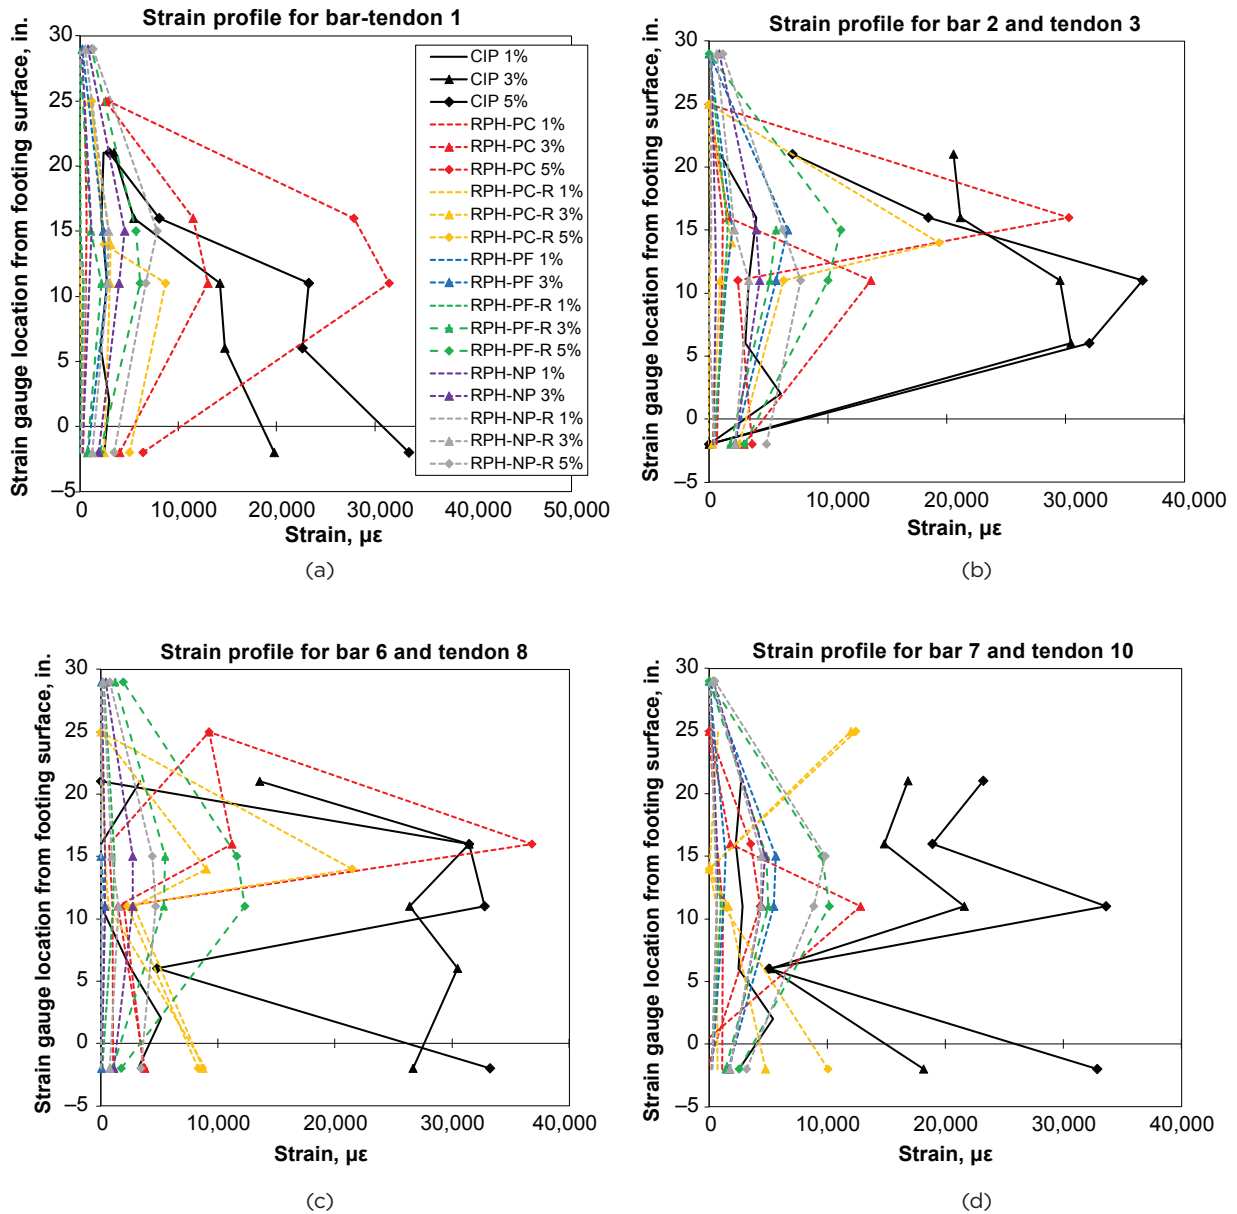 Strain profile for bar-tendon 1
Strain gauge location from footing surface, in.
30
25
20
15
10
5
0
–5
CIP 1%
CIP 3%
CIP 5%
RPH-PC 1%
RPH-PC 3%
RPH-PC 5%
RPH-PC-R 1%
RPH-PC-R 3%
RPH-PC-R 5%
RPH-PF 1%
RPH-PF 3%
RPH-PF-R 1%
RPH-PF-R 3%
RPH-PF-R 5%
RPH-NP 1%
RPH-NP 3%
RPH-NP-R 1%
RPH-NP-R 3%
RPH-NP-R 5%
0 10,000 20,000 30,000 40,000 50,000
Strain, µε
(a)
Strain profile for bar 2 and tendon 3
Strain gauge location from footing surface, in.
30
25
20
15
10
5
0
–5
0 10,000 20,000 30,000 40,000
Strain, µε
(b)
Strain profile for bar 6 and tendon 8
Strain gauge location from footing surface, in.
30
25
20
15
10
5
0
–5
0 10,000 20,000 30,000 40,000
Strain, µε
(c)
Strain profile for bar 7 and tendon 10
Strain gauge location from footing surface, in.
30
25
20
15
10
5
0
–5
0 10,000 20,000 30,000 40,000
Strain, µε
(d)